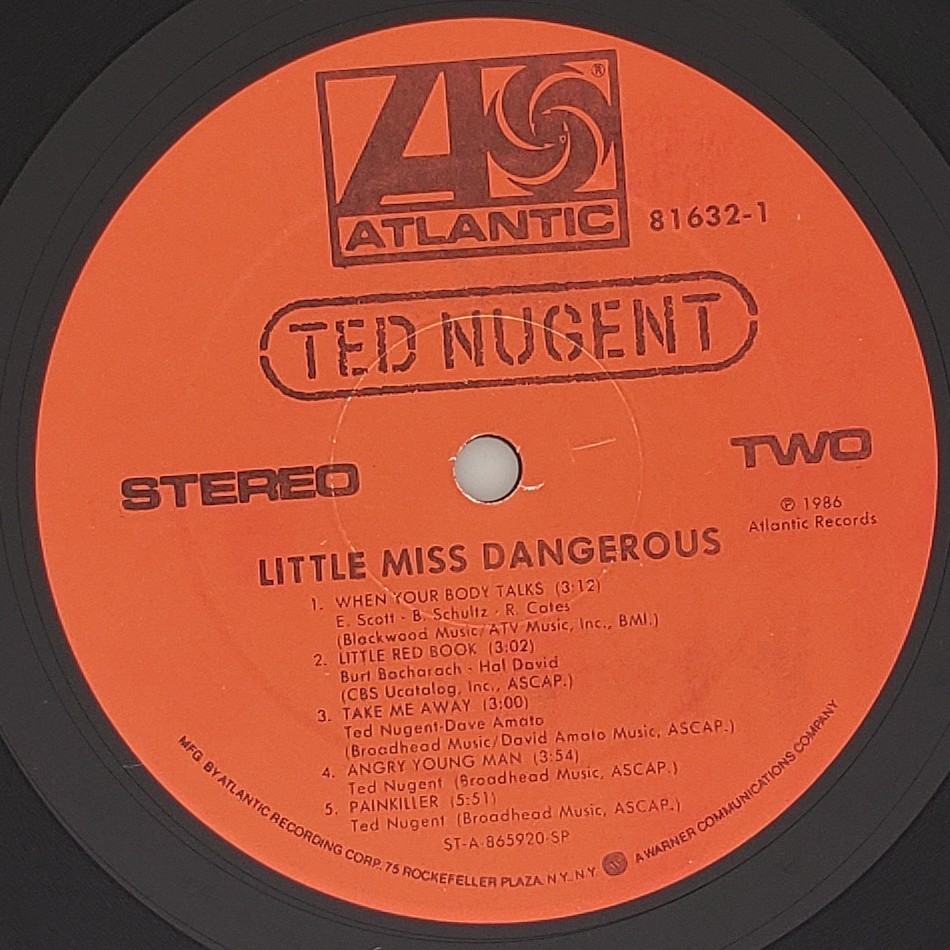 ATLANTIC ®
81632-1
TED NUGENT
STEREO
TWO
℗ 1986
Atlantic Records
LITTLE MISS DANGEROUS
1. WHEN YOUR BODY TALKS (3:12)
E. Scott - B. Schultz - R. Cates
(Blackwood Music/ATV Music, Inc., BMI.)
2. LITTLE RED BOOK (3:02)
Burt Bacharach - Hal David
(CBS Ucatalog, Inc., ASCAP.)
3. TAKE ME AWAY (3:00)
Ted Nugent-Dave Amato
(Broadhead Music/David Amato Music, ASCAP.)
4. ANGRY YOUNG MAN (3:54)
Ted Nugent (Broadhead Music, ASCAP.)
5. PAINKILLER (5:51)
Ted Nugent (Broadhead Music, ASCAP.)
ST-A-865920-SP
MFG. BY ATLANTIC RECORDING CORP. 75 ROCKEFELLER PLAZA. N.Y. N.Y. A WARNER COMMUNICATIONS COMPANY